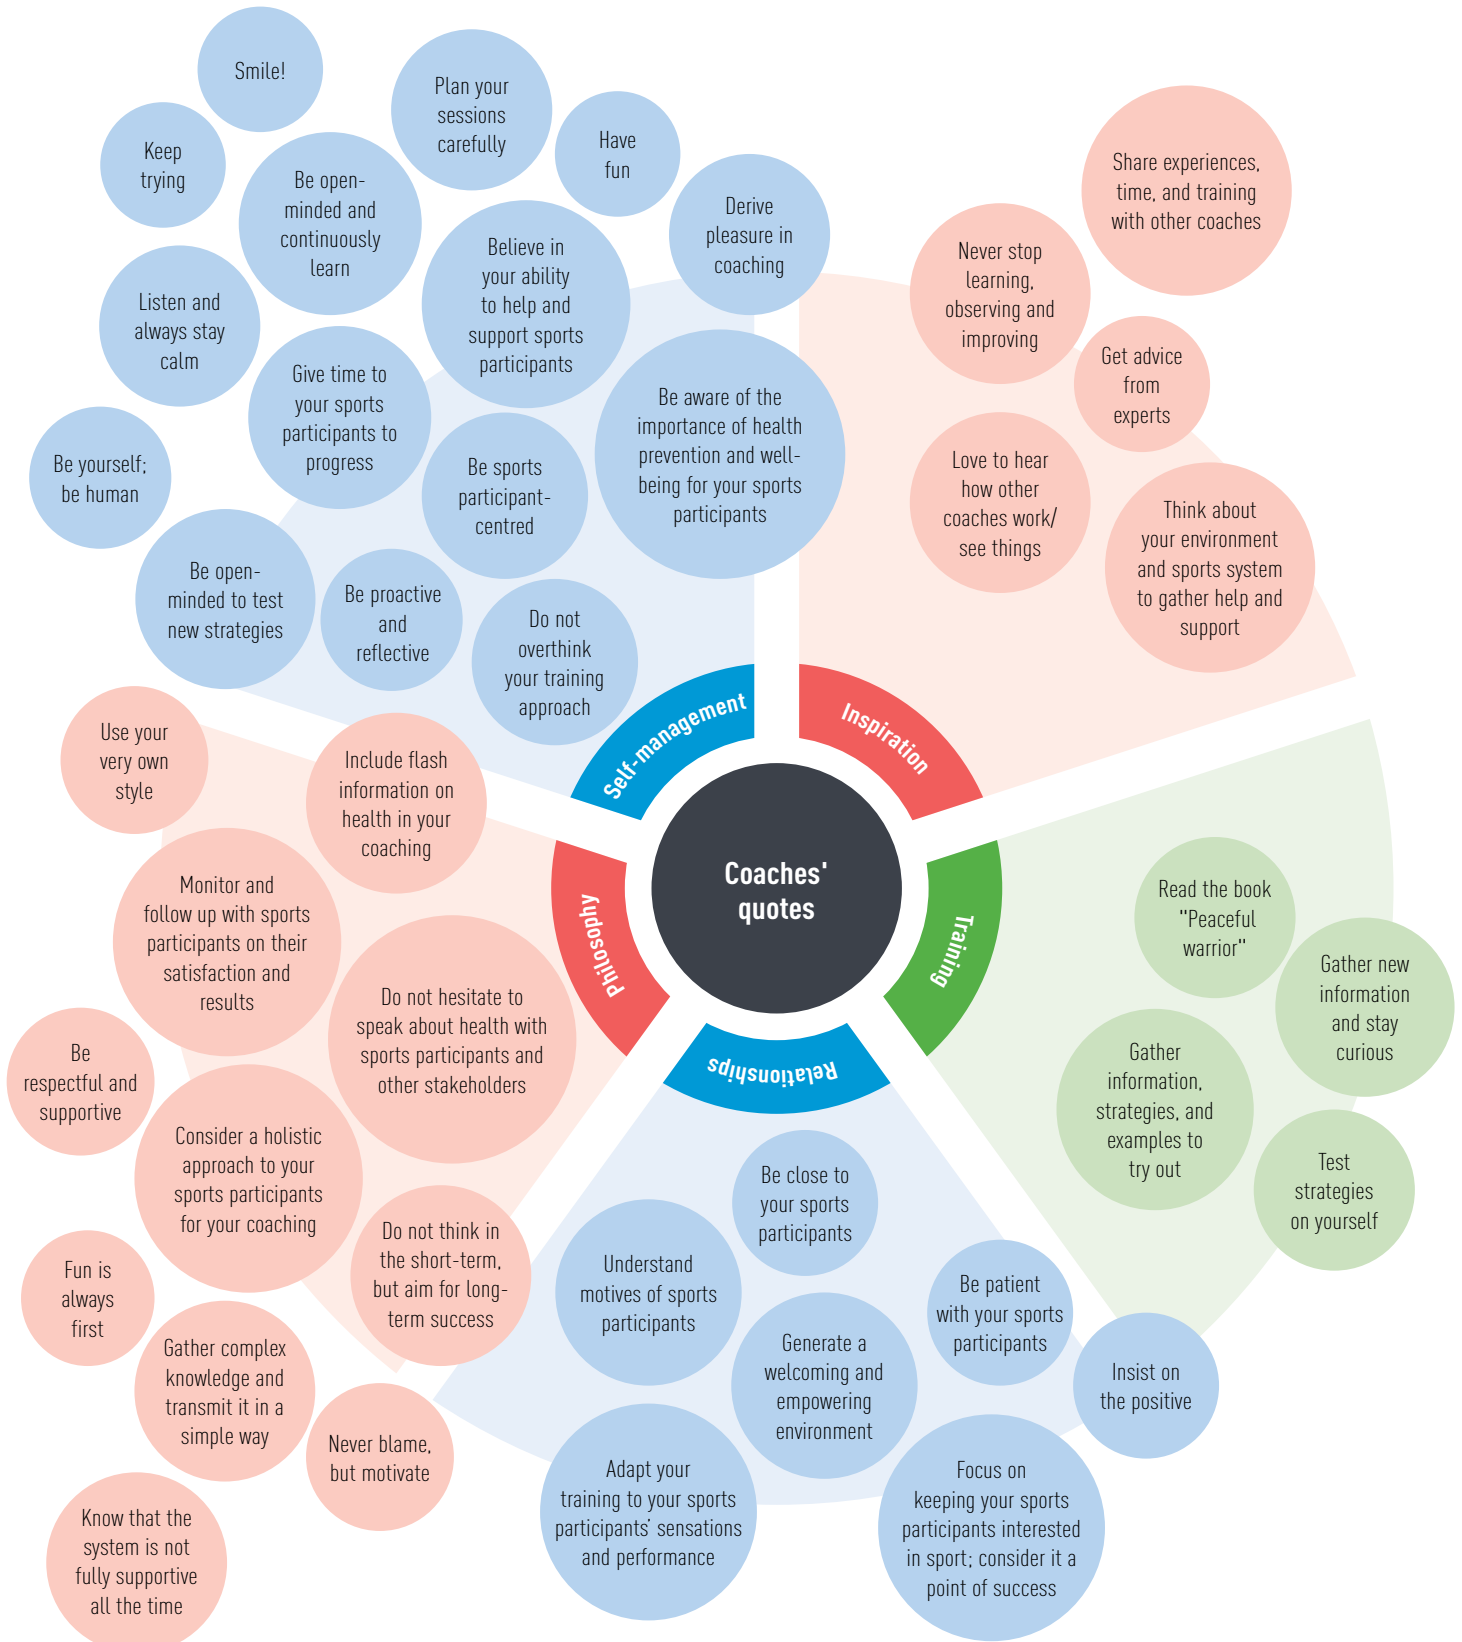 Smile!
Plan your
sessions
carefully
Have
fun
Keep
trying
Be open-
minded and
continuously
learn
Derive
pleasure in
coaching
Believe in
your ability
to help and
support sports
participants
Listen and
always stay
calm
Give time to
your sports
participants to
progress
Be aware of the
importance of health
prevention and well-
being for your sports
participants
Be yourself;
be human
Be sports
participant-
centred
Be open-
minded to test
new strategies
Be proactive
and
reflective
Do not
overthink
your training
approach
Self-management
Share experiences,
time, and training
with other coaches
Never stop
learning,
observing and
improving
Get advice
from
experts
Love to hear
how other
coaches work/
see things
Think about
your environment
and sports system
to gather help and
support
Inspiration
Coaches'
quotes
Use your
very own
style
Include flash
information on
health in your
coaching
Monitor and
follow up with sports
participants on their
satisfaction and
results
Do not hesitate to
speak about health with
sports participants and
other stakeholders
Be
respectful and
supportive
Consider a holistic
approach to your
sports participants
for your coaching
Do not think in
the short-term,
but aim for long-
term success
Fun is
always
first
Gather complex
knowledge and
transmit it in a
simple way
Never blame,
but motivate
Know that the
system is not
fully supportive
all the time
Philosophy
Training
Read the book
"Peaceful
warrior"
Gather new
information
and stay
curious
Gather
information,
strategies, and
examples to
try out
Test
strategies
on yourself
Relationships
Be close to
your sports
participants
Understand
motives of sports
participants
Be patient
with your sports
participants
Generate a
welcoming and
empowering
environment
Insist on
the positive
Adapt your
training to your sports
participants' sensations
and performance
Focus on
keeping your sports
participants interested
in sport; consider it a
point of success